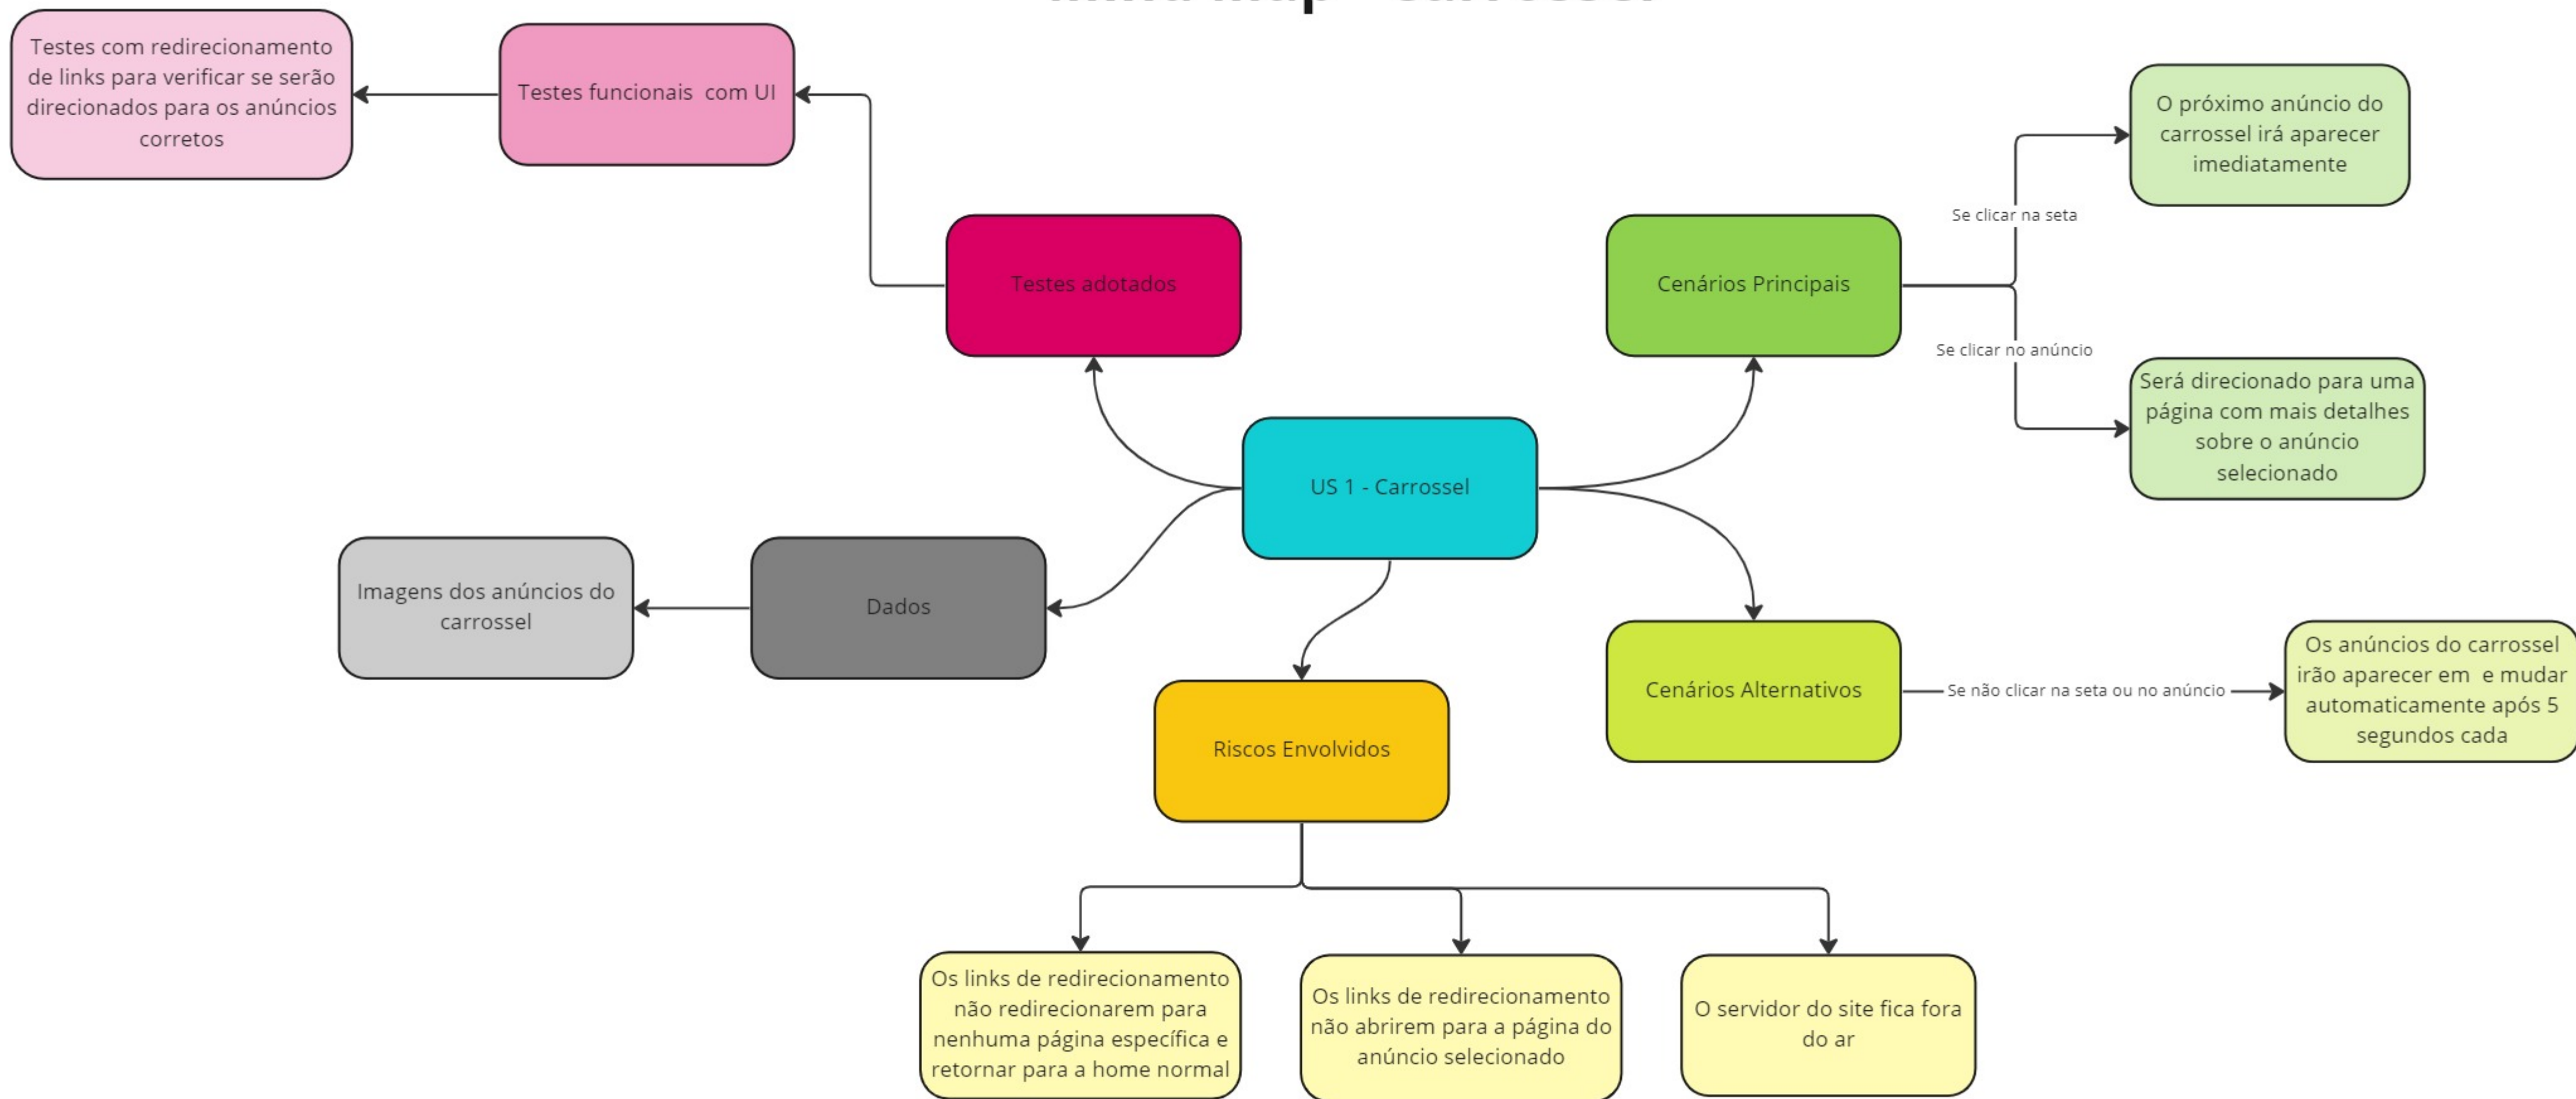 Testes com redirecionamento
de links para verificar se serão
direcionados para os anúncios
corretos
Testes funcionais  com UI
O próximo anúncio do
carrossel irá aparecer
imediatamente
Se clicar na seta
Testes adotados
Cenários Principais
Se clicar no anúncio
Será direcionado para uma
página com mais detalhes
sobre o anúncio
selecionado
US 1 - Carrossel
Imagens dos anúncios do
carrossel
Dados
Riscos Envolvidos
Cenários Alternativos
Se não clicar na seta ou no anúncio
Os anúncios do carrossel
irão aparecer em  e mudar
automaticamente após 5
segundos cada
Os links de redirecionamento
não redirecionarem para
nenhuma página específica e
retornar para a home normal
Os links de redirecionamento
não abrirem para a página do
anúncio selecionado
O servidor do site fica fora
do ar